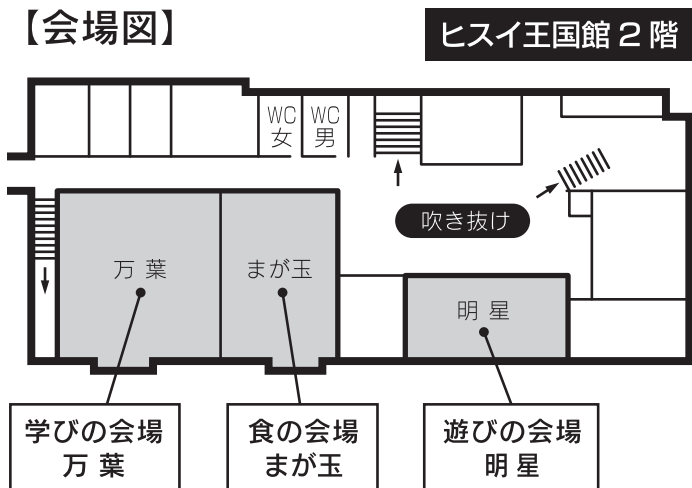 【会場図】
ヒスイ王国館 2 階
WC
女
WC
男
吹き抜け
万 葉
まが玉
明 星
学びの会場
万 葉
食の会場
まが玉
遊びの会場
明 星